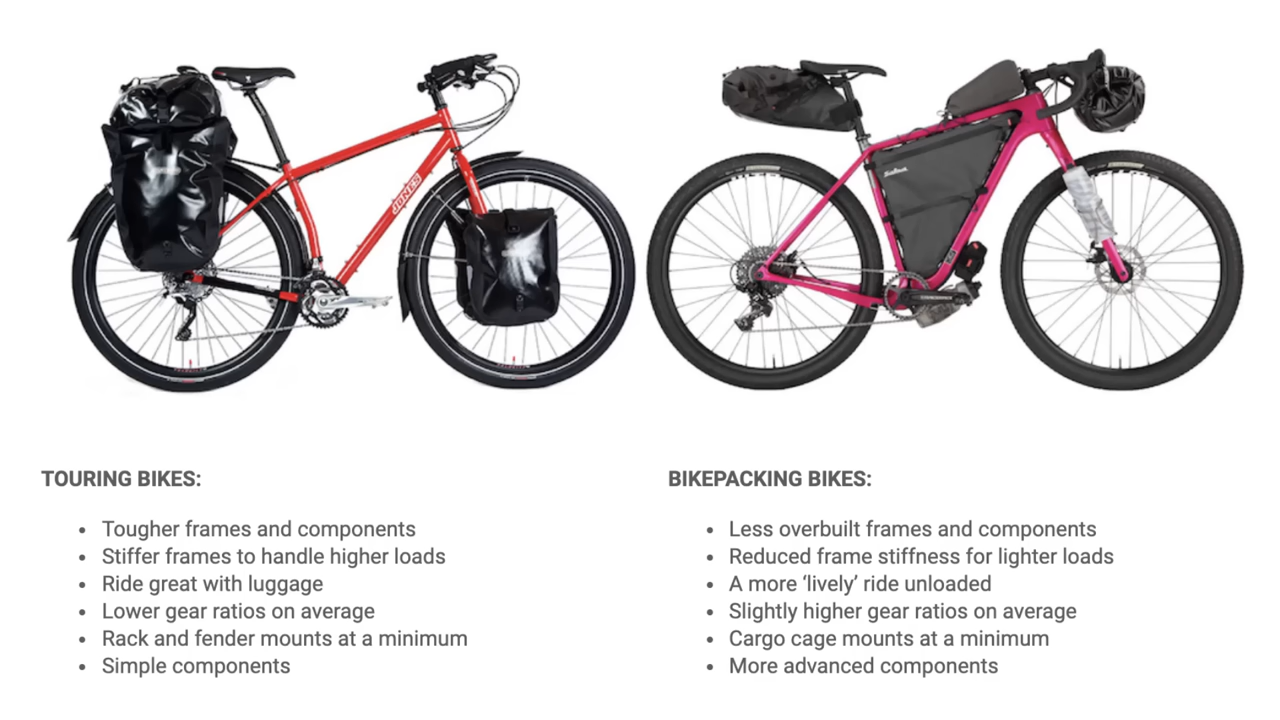 JONES
Salsa
TOURING BIKES:
• Tougher frames and components
• Stiffer frames to handle higher loads
• Ride great with luggage
• Lower gear ratios on average
• Rack and fender mounts at a minimum
• Simple components
BIKEPACKING BIKES:
• Less overbuilt frames and components
• Reduced frame stiffness for lighter loads
• A more ‘lively’ ride unloaded
• Slightly higher gear ratios on average
• Cargo cage mounts at a minimum
• More advanced components